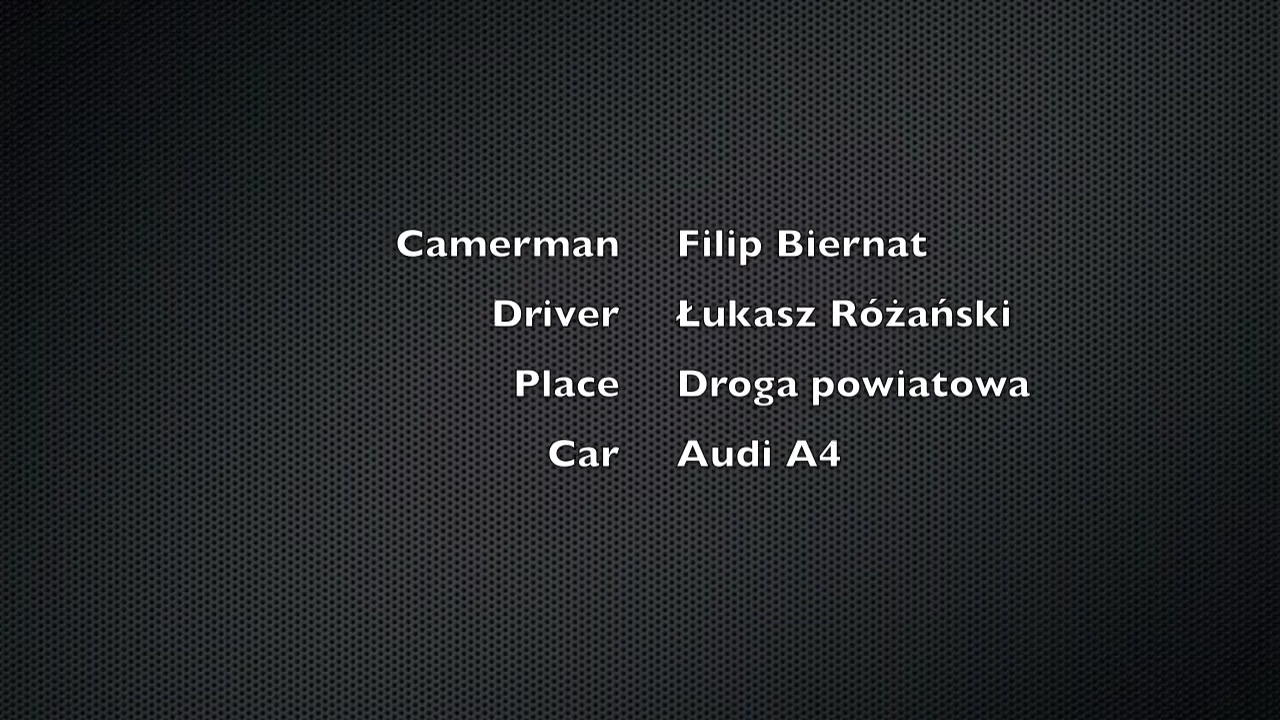 Camerman Filip Biernat
Driver Łukasz Różański
Place Droga powiatowa
Car Audi A4